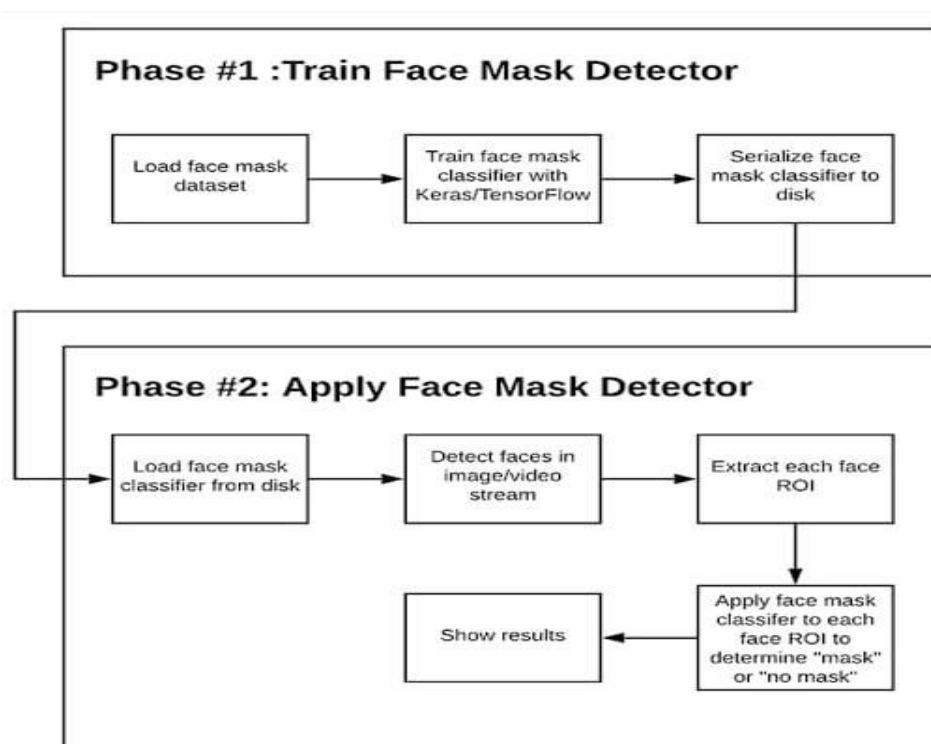 Phase #1 :Train Face Mask Detector
Load face mask
dataset
Train face mask
classifier with
Keras/TensorFlow
Serialize face
mask classifier to
disk
Phase #2: Apply Face Mask Detector
Load face mask
classifier from disk
Detect faces in
image/video
stream
Extract each face
ROI
Apply face mask
classifer to each
face ROI to
determine "mask"
or "no mask"
Show results